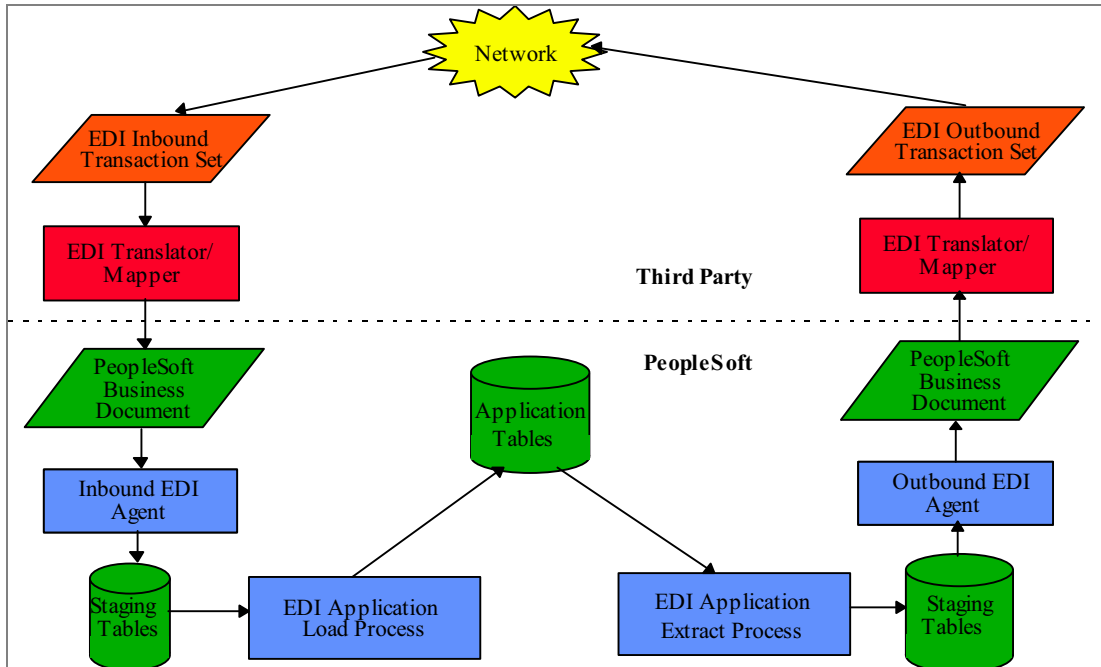 Network
EDI Inbound
Transaction Set
EDI Outbound
Transaction Set
EDI Translator/
Mapper
EDI Translator/
Mapper
Third Party
PeopleSoft
PeopleSoft
Business
Document
PeopleSoft
Business
Document
Application
Tables
Inbound EDI
Agent
Outbound EDI
Agent
Staging
Tables
EDI Application
Load Process
EDI Application
Extract Process
Staging
Tables